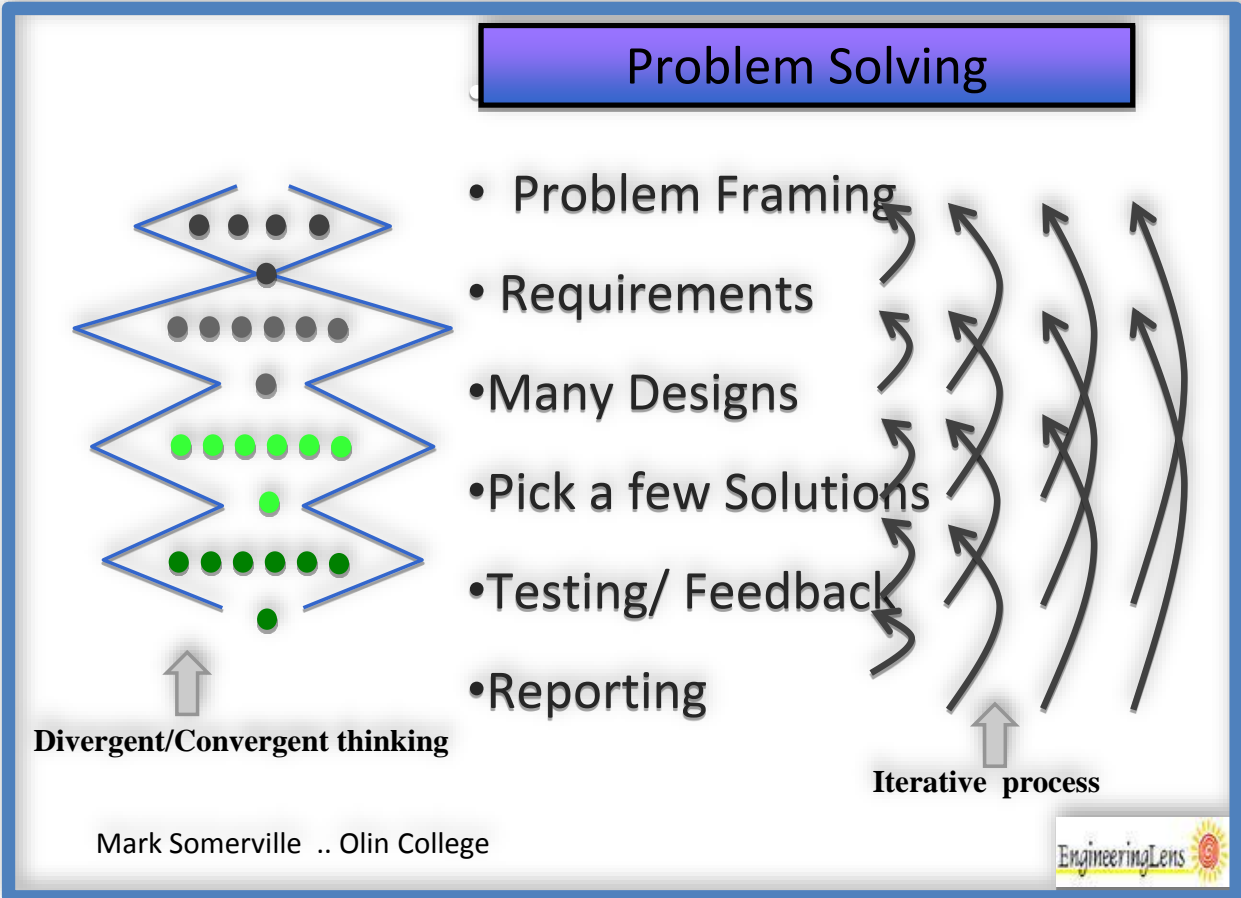 Problem Solving
• Problem Framing
• Requirements
•Many Designs
•Pick a few Solutions
•Testing/ Feedback
•Reporting
Divergent/Convergent thinking
Iterative process
Mark Somerville .. Olin College
EngineeringLens